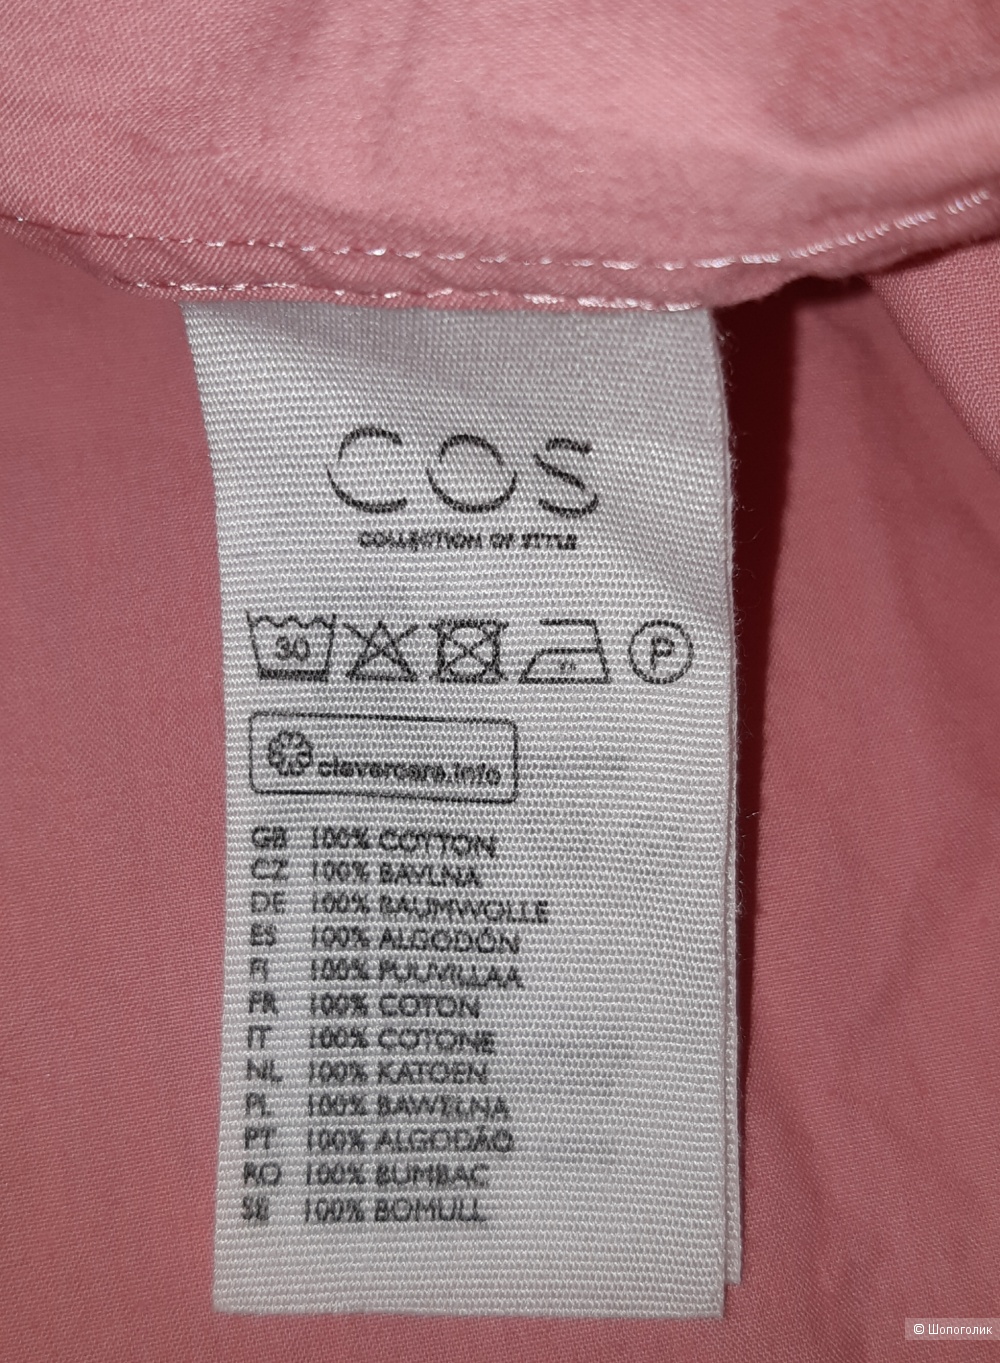 COS
COLLECTION OF STYLE
30
P
clevercare.info
GB 100% COTTON
CZ 100% BAVLNA
DE 100% BAUMWOLLE
ES 100% ALGODÓN
FI 100% PUUVILLAA
FR 100% COTON
IT 100% COTONE
NL 100% KATOEN
PL 100% BAWEŁNA
PT 100% ALGODÃO
RO 100% BUMBAC
SE 100% BOMULL
© Шопоголик